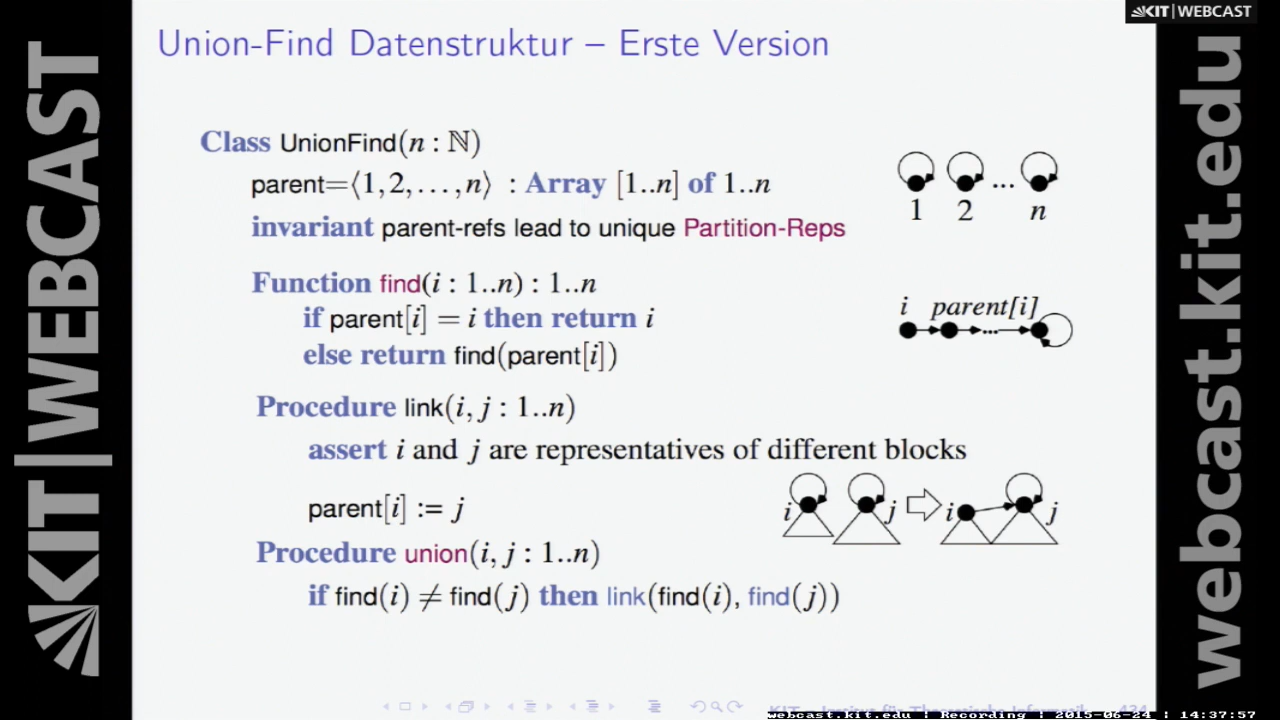 KIT | WEBCAST
Union-Find Datenstruktur – Erste Version
Class UnionFind(n : ℕ)
parent=⟨1,2,...,n⟩ : Array [1..n] of 1..n
1 2 ... n
invariant parent-refs lead to unique Partition-Reps
Function find(i : 1..n) : 1..n
if parent[i] = i then return i
else return find(parent[i])
i parent[i]
...
Procedure link(i, j : 1..n)
assert i and j are representatives of different blocks
parent[i] := j
i j i j
Procedure union(i, j : 1..n)
if find(i) ≠ find(j) then link(find(i), find(j))
webcast.kit.edu : Recording : 2015-06-24 : 14:37:57
KIT | WEBCAST
webcast.kit.edu